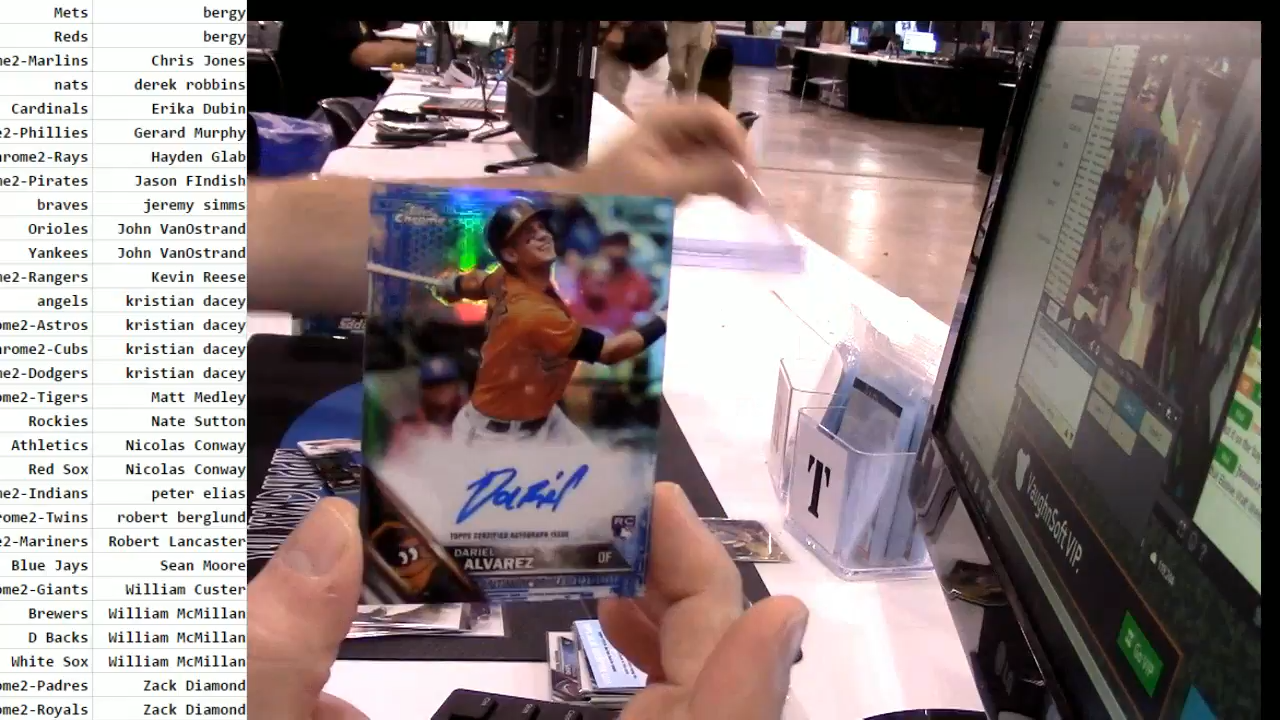 Mets bergy
Reds bergy
me2-Marlins Chris Jones
nats derek robbins
Cardinals Erika Dubin
e2-Phillies Gerard Murphy
hrome2-Rays Hayden Glab
me2-Pirates Jason FIndish
braves jeremy simms
Orioles John VanOstrand
Yankees John VanOstrand
me2-Rangers Kevin Reese
angels kristian dacey
ome2-Astros kristian dacey
hrome2-Cubs kristian dacey
me2-Dodgers kristian dacey
ome2-Tigers Matt Medley
Rockies Nate Sutton
Athletics Nicolas Conway
Red Sox Nicolas Conway
me2-Indians peter elias
rome2-Twins robert berglund
e2-Mariners Robert Lancaster
Blue Jays Sean Moore
ome2-Giants William Custer
Brewers William McMillan
D Backs William McMillan
White Sox William McMillan
ome2-Padres Zack Diamond
ome2-Royals Zack Diamond
Topps
Chrome
TOPPS CERTIFIED AUTOGRAPH ISSUE
RC
DARIEL
ALVAREZ OF
T
VaughnSoft VIP.
Go VIP